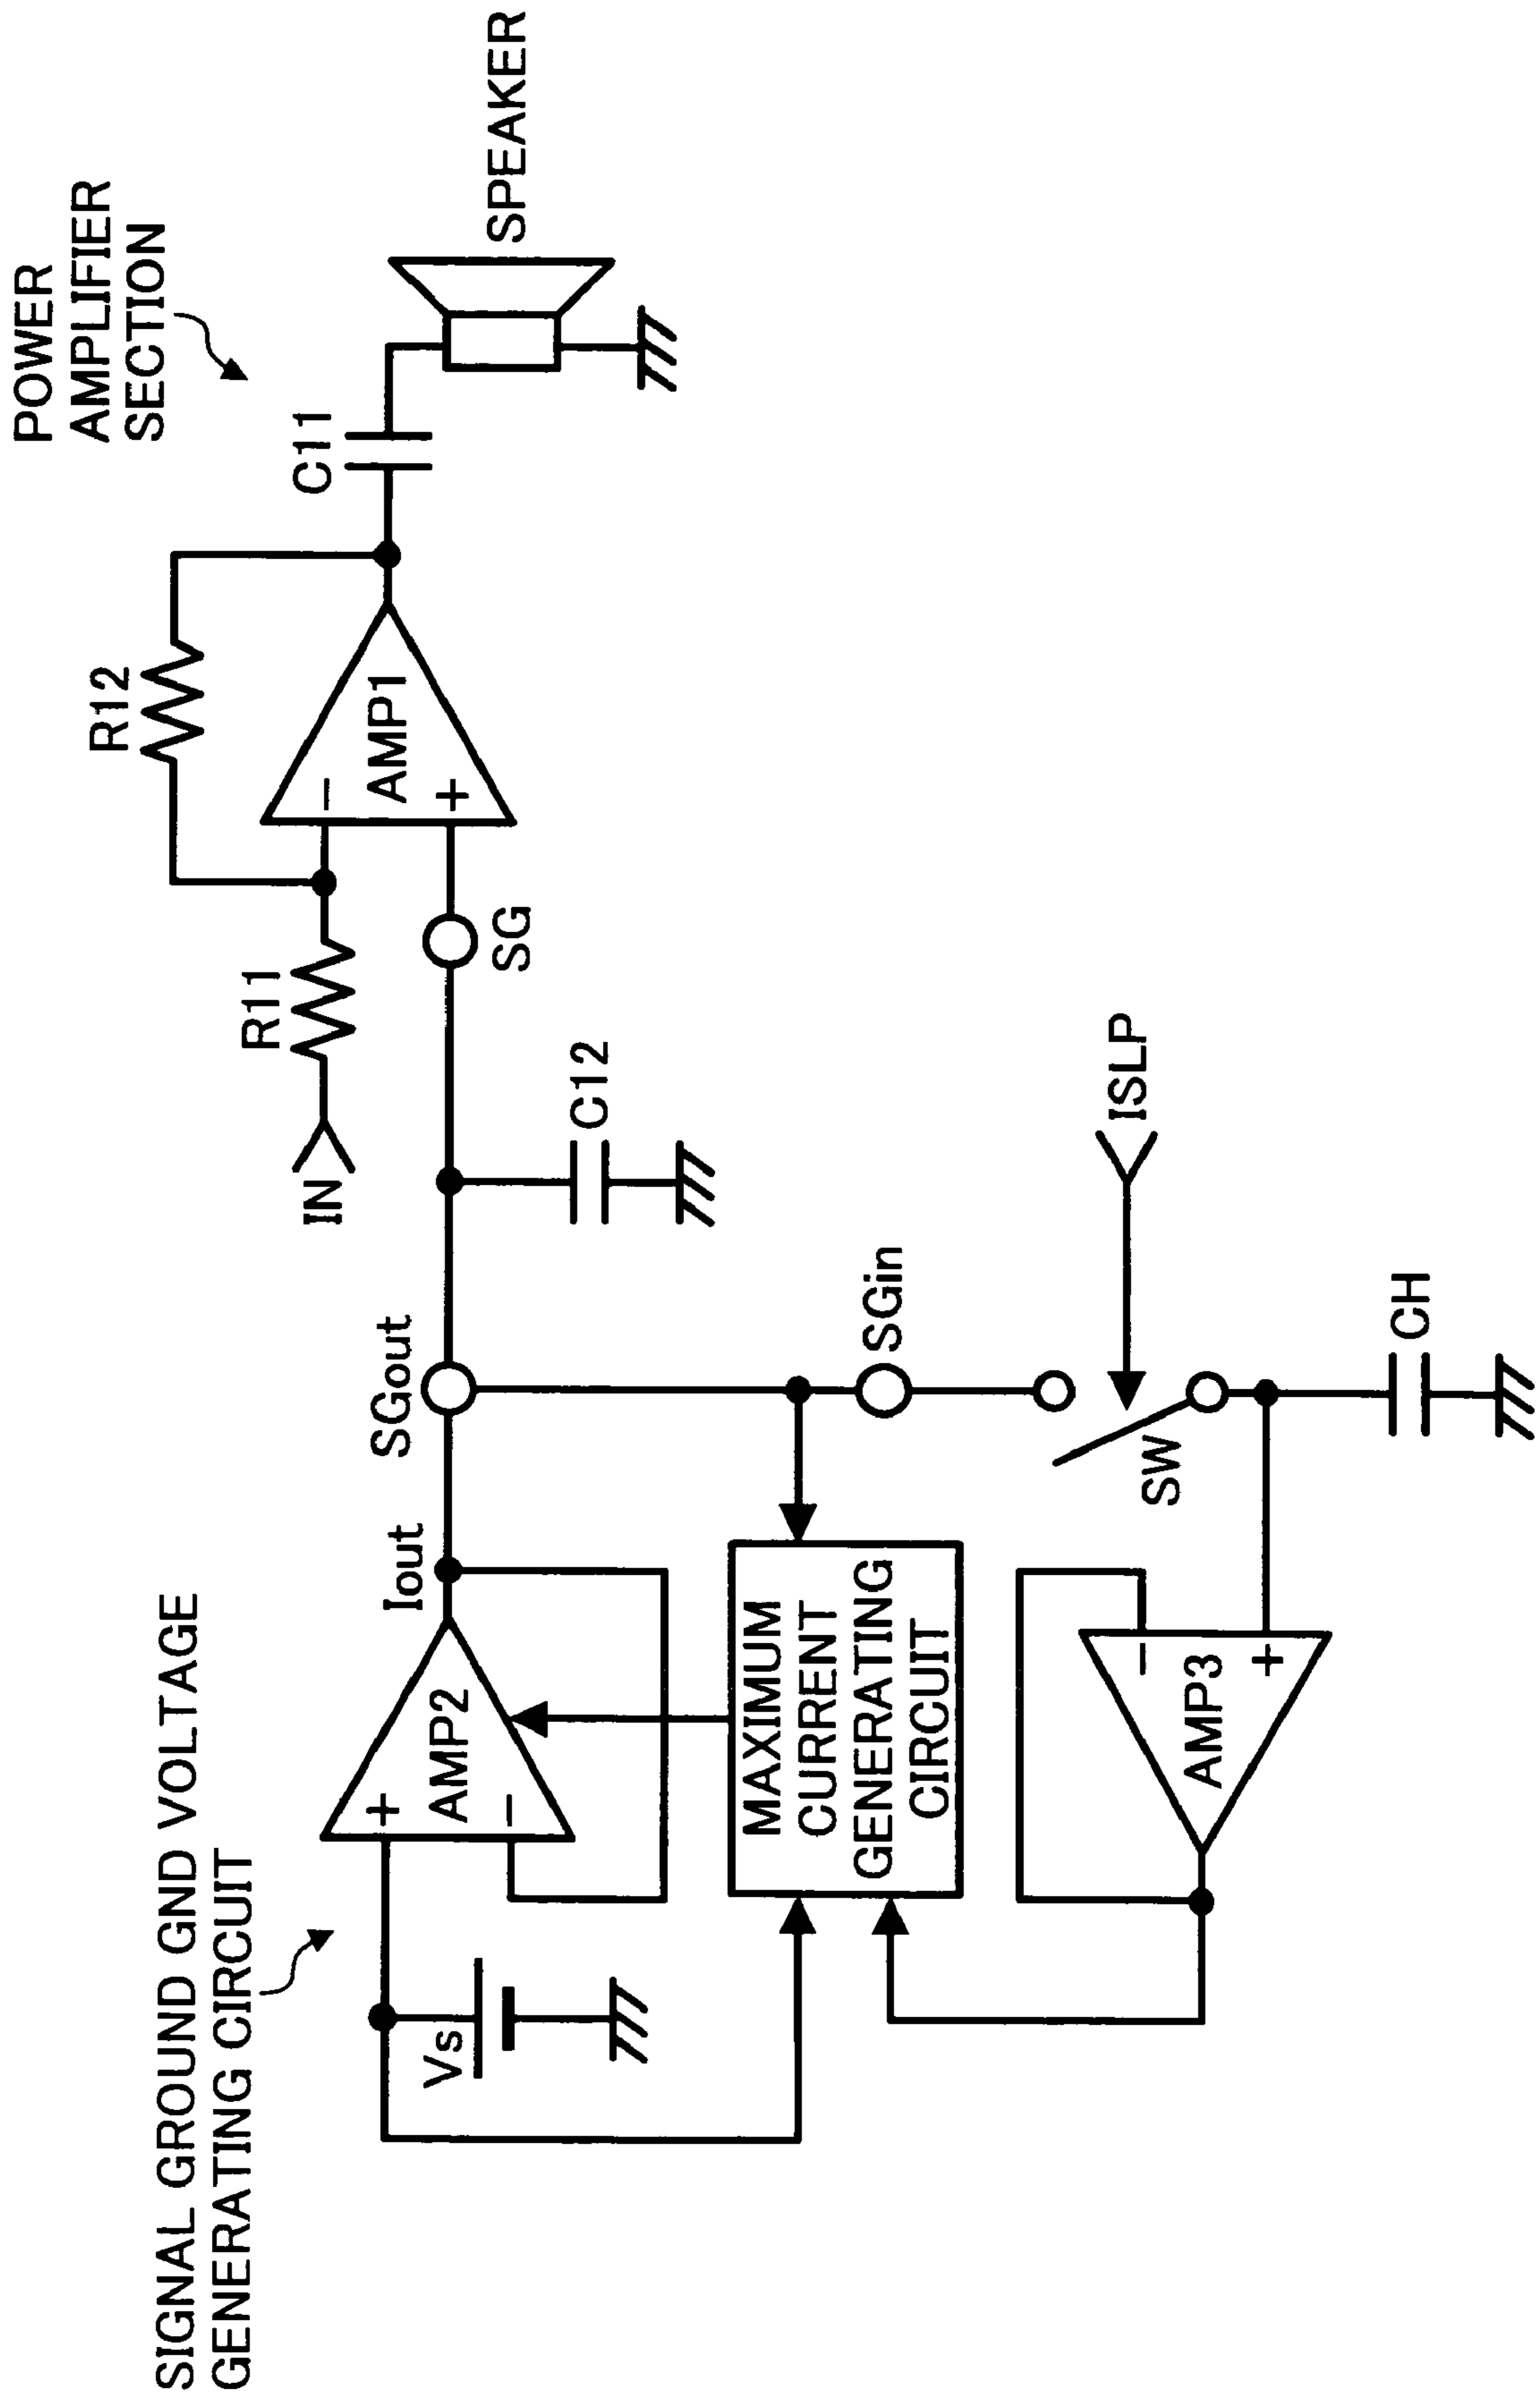 SIGNAL GROUND GND VOLTAGE
GENERATING CIRCUIT
POWER
AMPLIFIER
SECTION
R12
R11
IN
−
AMP1
+
C11
SPEAKER
SG
C12
SGout
Iout
+
AMP2
−
Vs
MAXIMUM
CURRENT
GENERATING
CIRCUIT
SGin
ISLP
SW
−
AMP3
+
CH